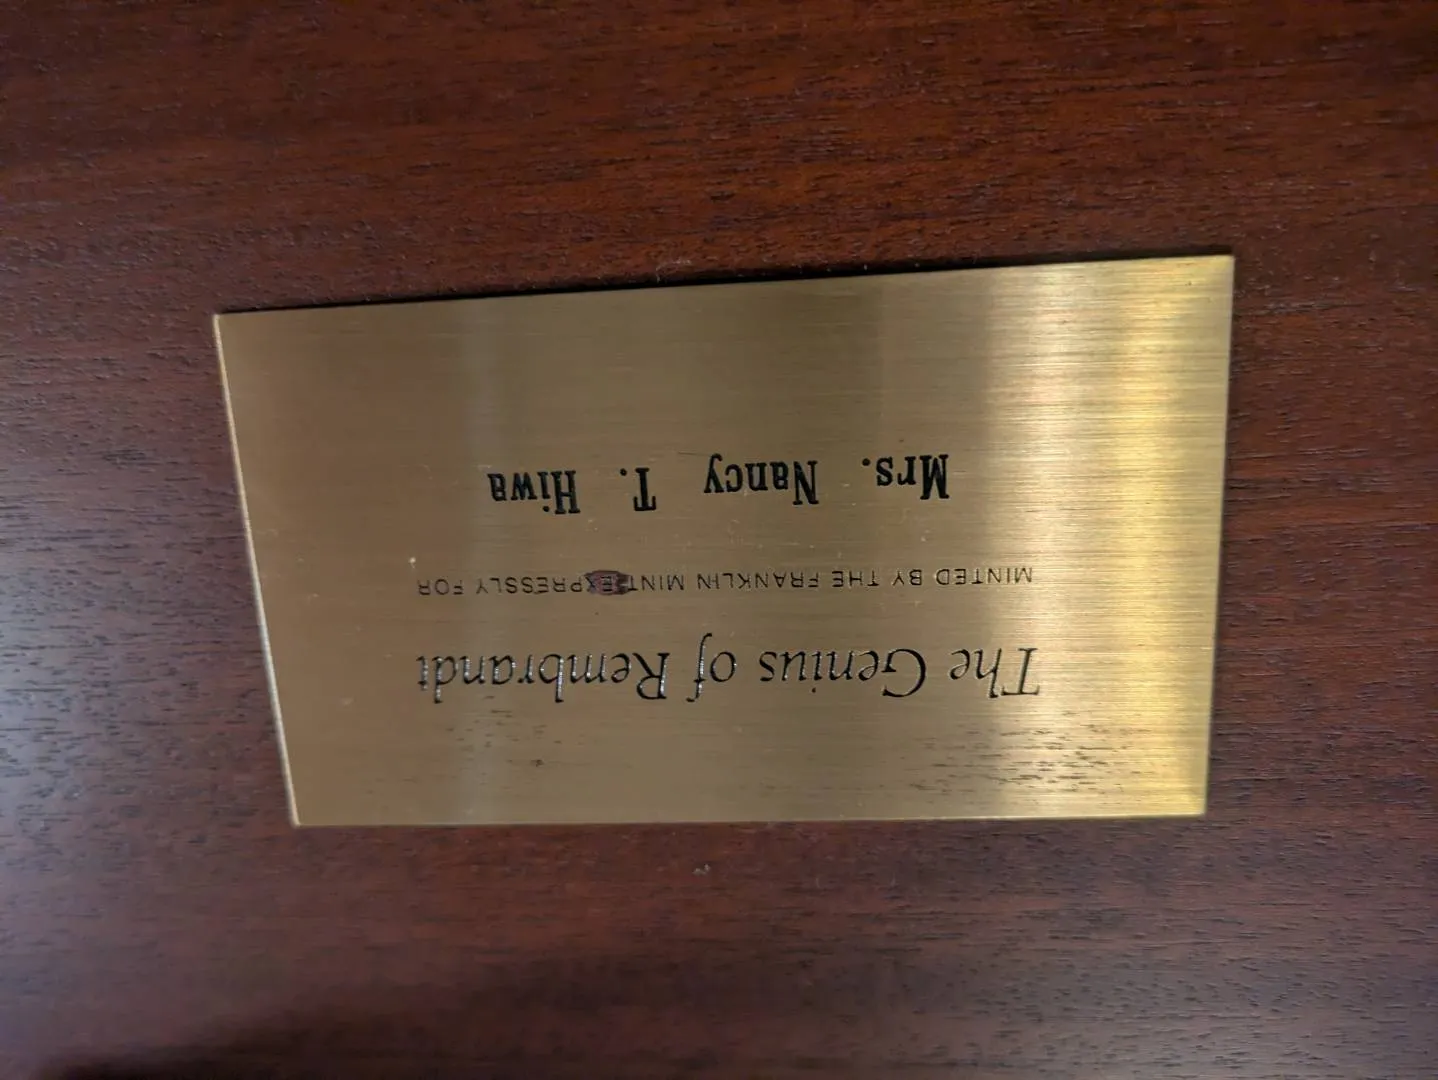 The Genius of Rembrandt
MINTED BY THE FRANKLIN MINT EXPRESSLY FOR
Mrs. Nancy T. Hiwa